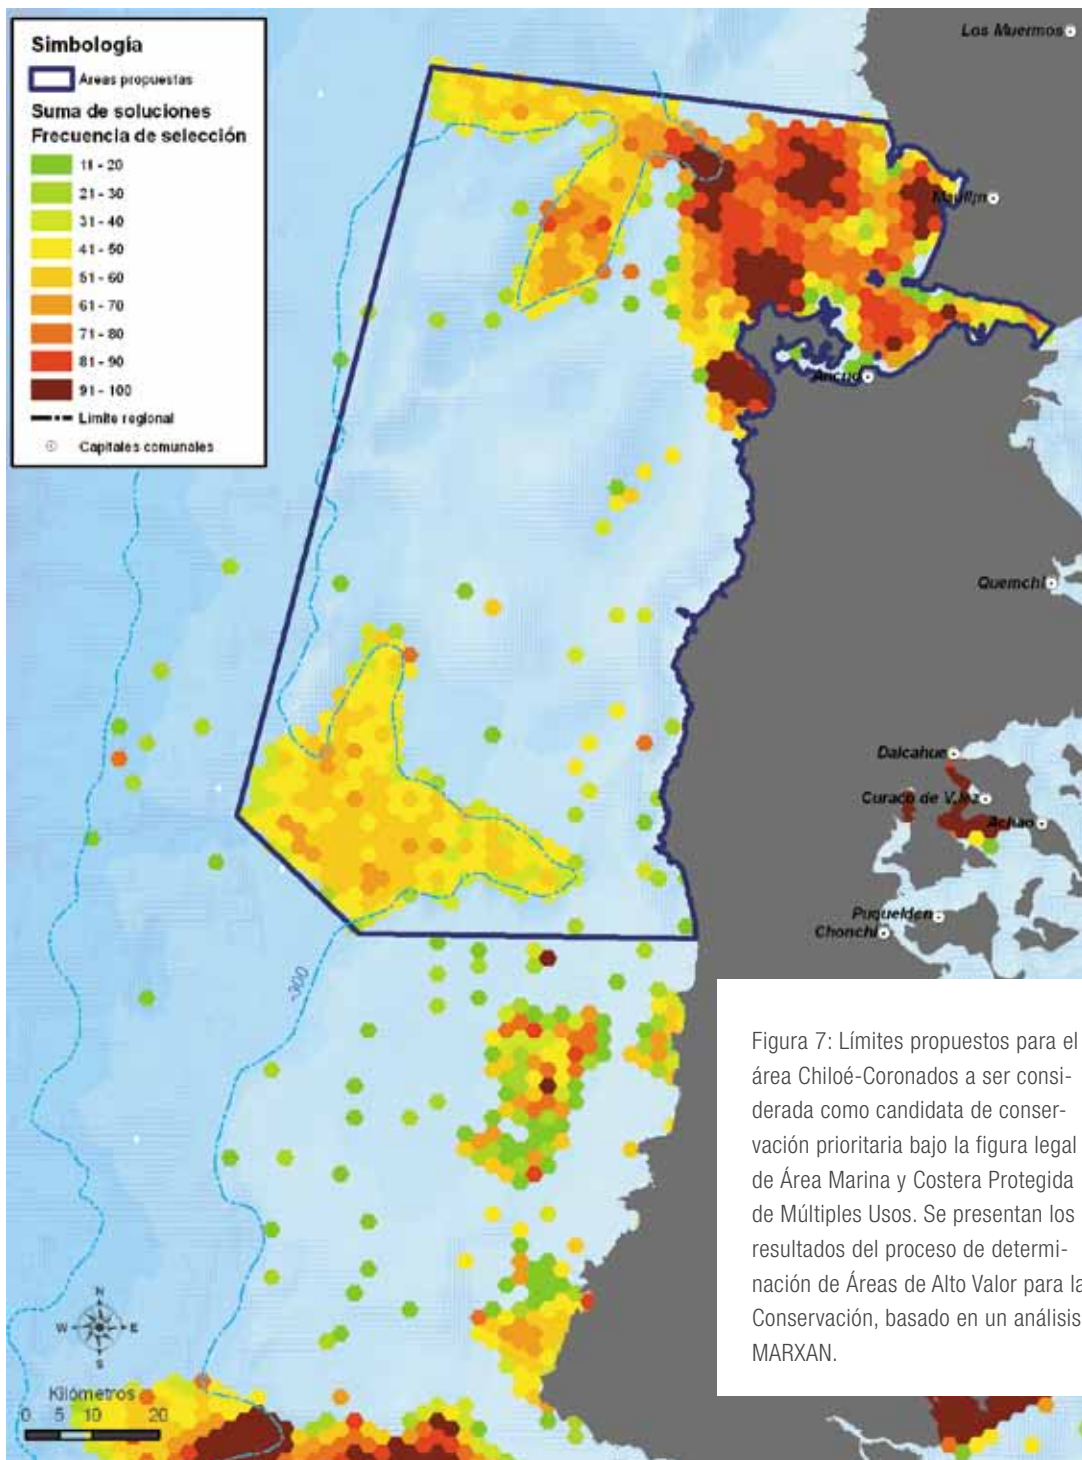 Simbología
Areas propuestas
Suma de soluciones
Frecuencia de selección
11 - 20
21 - 30
31 - 40
41 - 50
51 - 60
61 - 70
71 - 80
81 - 90
91 - 100
Limite regional
Capitales comunales
Los Muermos
Maullin
Ancud
Quemchi
Dalcahue
Curaco de V.lez
Achao
Puqueldon
Chonchi
-300
N
W E
S
Kilómetros
0 5 10 20
Figura 7: Límites propuestos para el
área Chiloé-Coronados a ser consi-
derada como candidata de conser-
vación prioritaria bajo la figura legal
de Área Marina y Costera Protegida
de Múltiples Usos. Se presentan los
resultados del proceso de determi-
nación de Áreas de Alto Valor para la
Conservación, basado en un análisis
MARXAN.